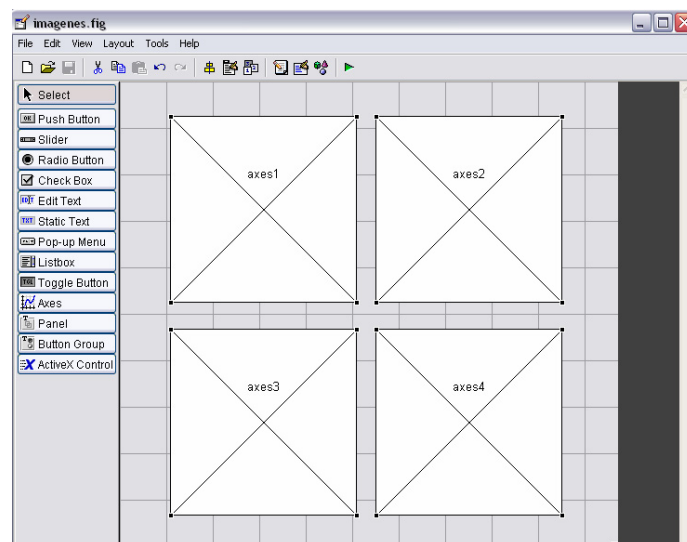 imagenes.fig
File Edit View Layout Tools Help
Select
Push Button
Slider
Radio Button
Check Box
Edit Text
Static Text
Pop-up Menu
Listbox
Toggle Button
Axes
Panel
Button Group
ActiveX Control
axes1 axes2
axes3 axes4